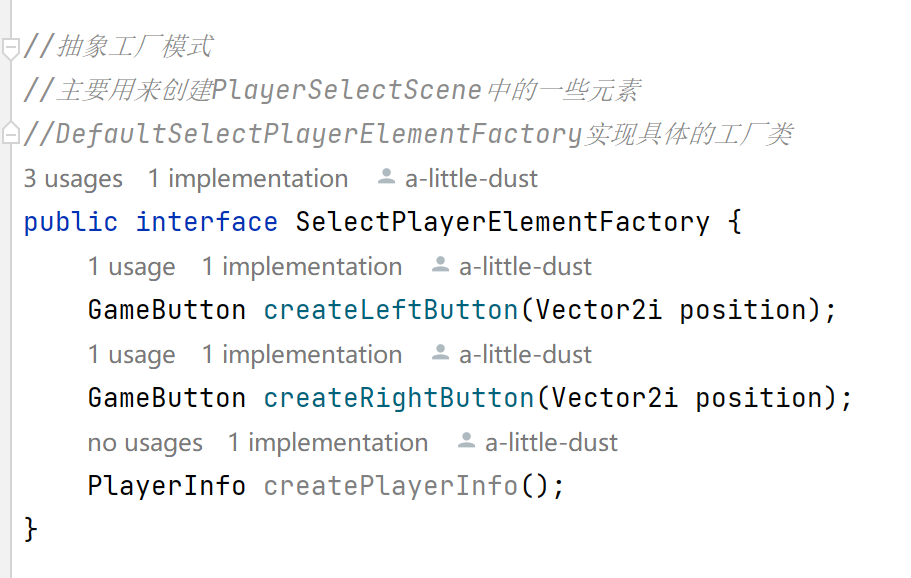 //抽象工厂模式
//主要用来创建PlayerSelectScene中的一些元素
//DefaultSelectPlayerElementFactory实现具体的工厂类
3 usages 1 implementation a-little-dust
public interface SelectPlayerElementFactory {
1 usage 1 implementation a-little-dust
GameButton createLeftButton(Vector2i position);
1 usage 1 implementation a-little-dust
GameButton createRightButton(Vector2i position);
no usages 1 implementation a-little-dust
PlayerInfo createPlayerInfo();
}